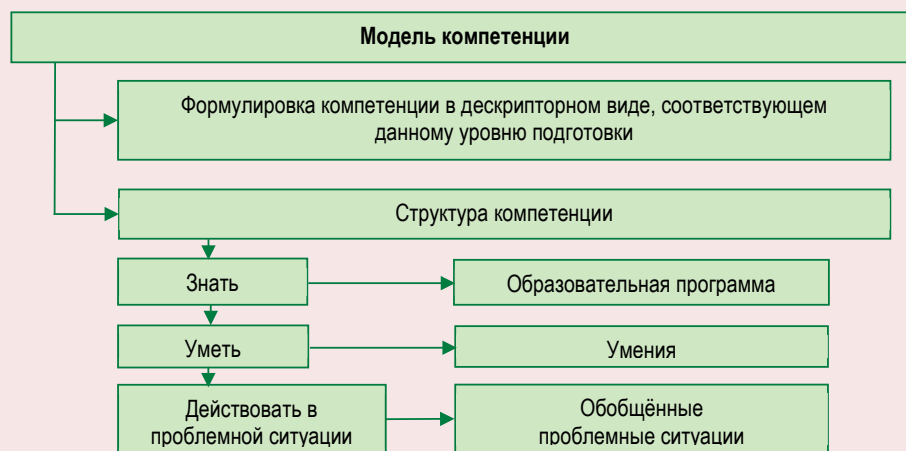 Модель компетенции
Формулировка компетенции в дескрипторном виде, соответствующем
данному уровню подготовки
Структура компетенции
Знать
Образовательная программа
Уметь
Умения
Действовать в
проблемной ситуации
Обобщённые
проблемные ситуации